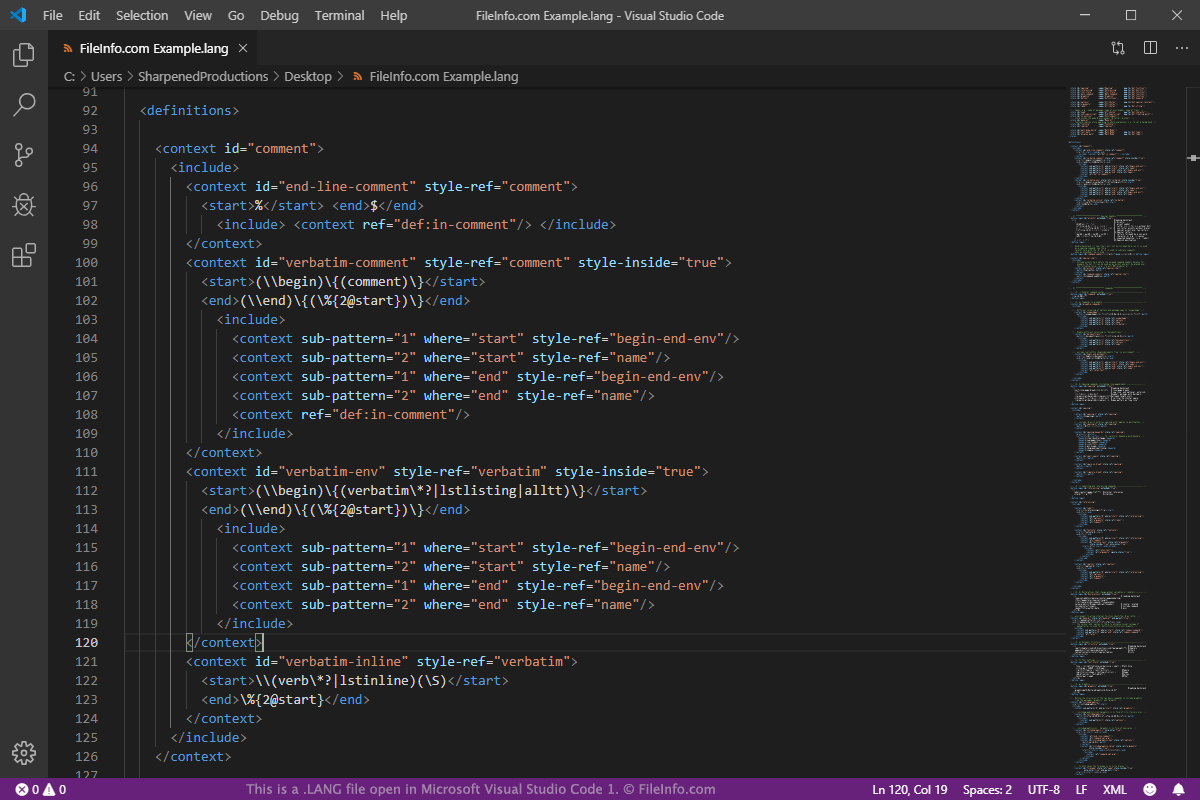 File Edit Selection View Go Debug Terminal Help FileInfo.com Example.lang - Visual Studio Code
FileInfo.com Example.lang
C: > Users > SharpenedProductions > Desktop > FileInfo.com Example.lang
91
92 <definitions>
93
94 <context id="comment">
95 <include>
96 <context id="end-line-comment" style-ref="comment">
97 <start>%</start> <end>$</end>
98 <include> <context ref="def:in-comment"/> </include>
99 </context>
100 <context id="verbatim-comment" style-ref="comment" style-inside="true">
101 <start>(\\begin)\{(comment)\}</start>
102 <end>(\\end)\{(\%{2@start})\}</end>
103 <include>
104 <context sub-pattern="1" where="start" style-ref="begin-end-env"/>
105 <context sub-pattern="2" where="start" style-ref="name"/>
106 <context sub-pattern="1" where="end" style-ref="begin-end-env"/>
107 <context sub-pattern="2" where="end" style-ref="name"/>
108 <context ref="def:in-comment"/>
109 </include>
110 </context>
111 <context id="verbatim-env" style-ref="verbatim" style-inside="true">
112 <start>(\\begin)\{(verbatim\*?|lstlisting|alltt)\}</start>
113 <end>(\\end)\{(\%{2@start})\}</end>
114 <include>
115 <context sub-pattern="1" where="start" style-ref="begin-end-env"/>
116 <context sub-pattern="2" where="start" style-ref="name"/>
117 <context sub-pattern="1" where="end" style-ref="begin-end-env"/>
118 <context sub-pattern="2" where="end" style-ref="name"/>
119 </include>
120 </context>
121 <context id="verbatim-inline" style-ref="verbatim">
122 <start>\\(verb\*?|lstinline)(\S)</start>
123 <end>\%{2@start}</end>
124 </context>
125 </include>
126 </context>
127
0 0 This is a .LANG file open in Microsoft Visual Studio Code 1. © FileInfo.com Ln 120, Col 19 Spaces: 2 UTF-8 LF XML